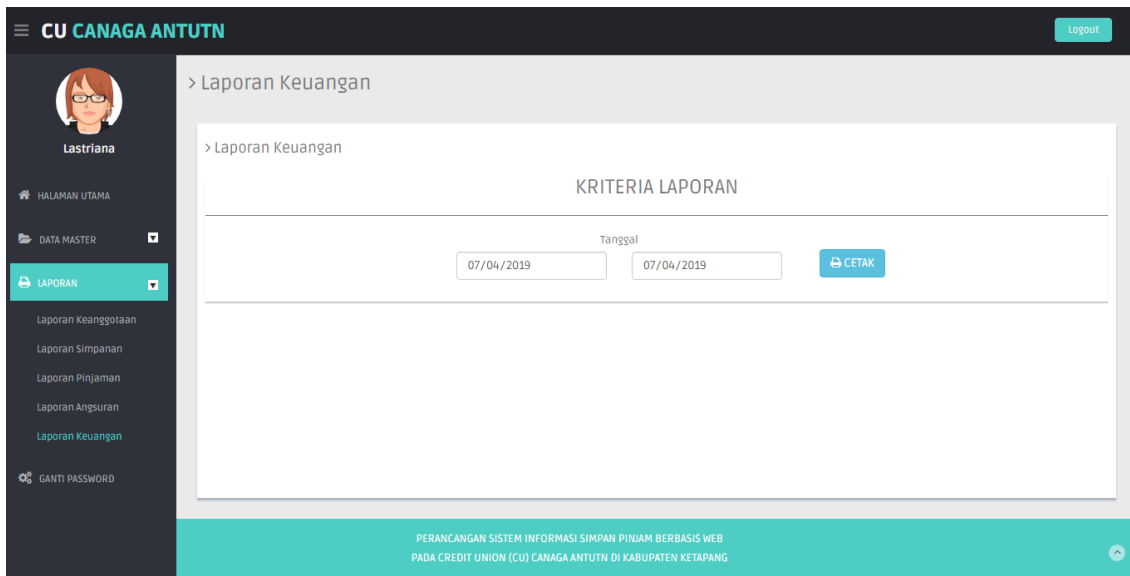 CU CANAGA ANTUTN
Logout
Lastriana
HALAMAN UTAMA
DATA MASTER
LAPORAN
Laporan Keanggotaan
Laporan Simpanan
Laporan Pinjaman
Laporan Angsuran
Laporan Keuangan
GANTI PASSWORD
> Laporan Keuangan
> Laporan Keuangan
KRITERIA LAPORAN
Tanggal
07/04/2019 07/04/2019 CETAK
PERANCANGAN SISTEM INFORMASI SIMPAN PINJAM BERBASIS WEB
PADA CREDIT UNION (CU) CANAGA ANTUTN DI KABUPATEN KETAPANG